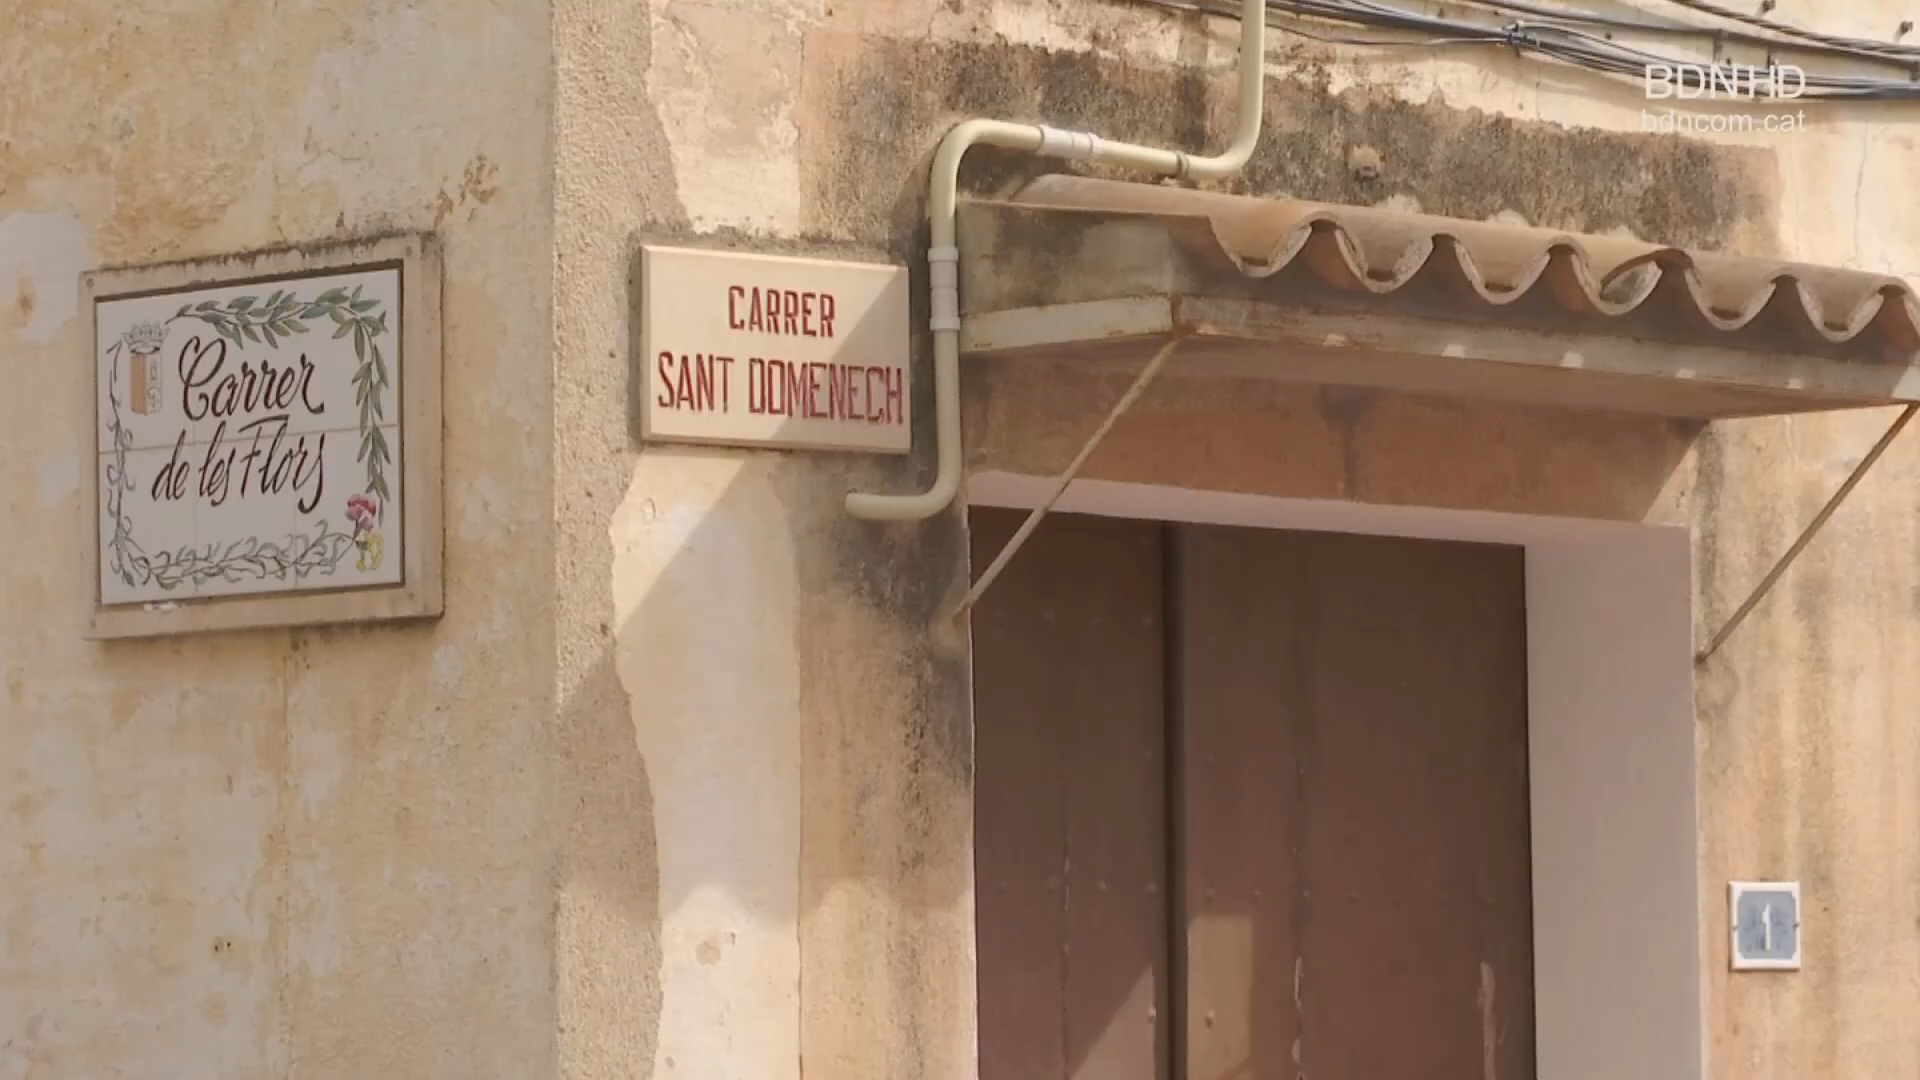 Carrer
de les Flors
CARRER
SANT DOMENECH
BDN HD
bdncom.cat
1